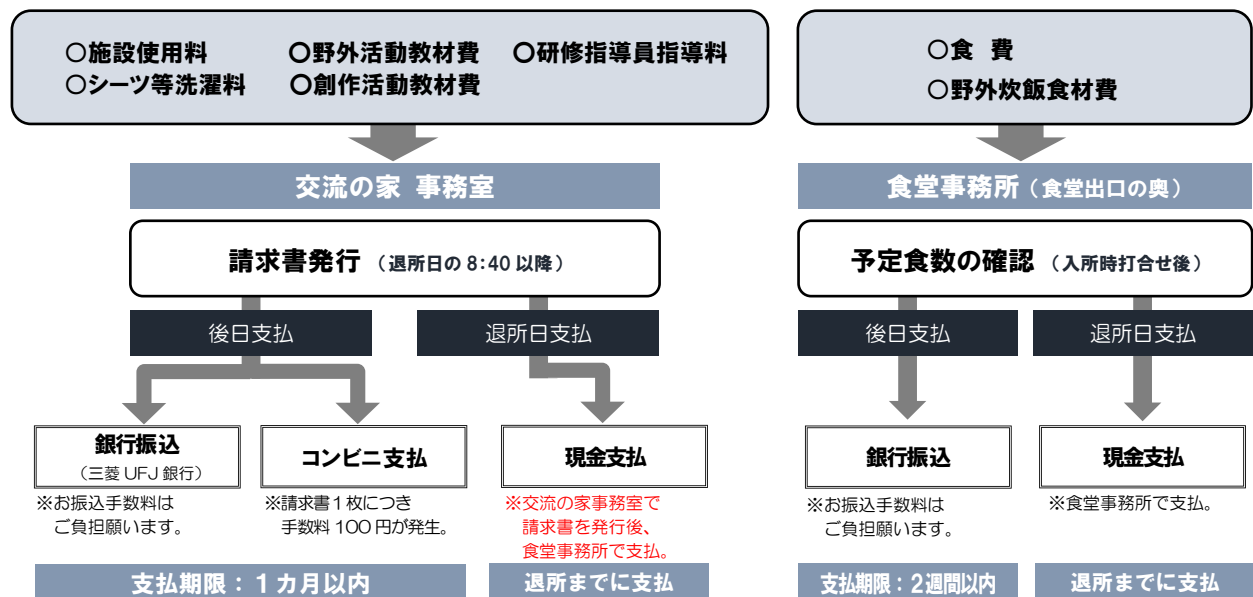 〇施設使用料 〇野外活動教材費 〇研修指導員指導料
〇シーツ等洗濯料 〇創作活動教材費
交流の家 事務室
請求書発行 （退所日の 8:40 以降）
後日支払 退所日支払
銀行振込
（三菱 UFJ 銀行）
※お振込手数料は
ご負担願います。
コンビニ支払
※請求書１枚につき
手数料 100 円が発生。
現金支払
※交流の家事務室で
請求書を発行後、
食堂事務所で支払。
支払期限：１カ月以内
退所までに支払
〇食 費
〇野外炊飯食材費
食堂事務所（食堂出口の奥）
予定食数の確認 （入所時打合せ後）
後日支払 退所日支払
銀行振込
※お振込手数料は
ご負担願います。
現金支払
※食堂事務所で支払。
支払期限：２週間以内
退所までに支払